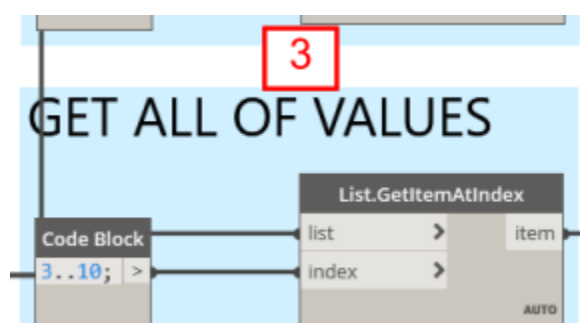 3
GET ALL OF VALUES
List.GetItemAtIndex
Code Block
list > item
3..10; >
index >
AUTO